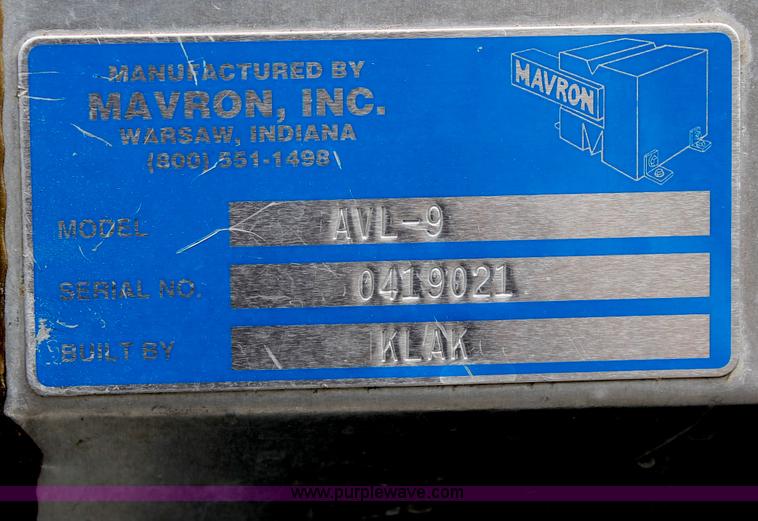 MANUFACTURED BY
MAVRON, INC.
WARSAW, INDIANA
(800) 551-1498
MAVRON
MODEL AVL-9
SERIAL NO. 0419021
BUILT BY KLAK
www.purplewave.com